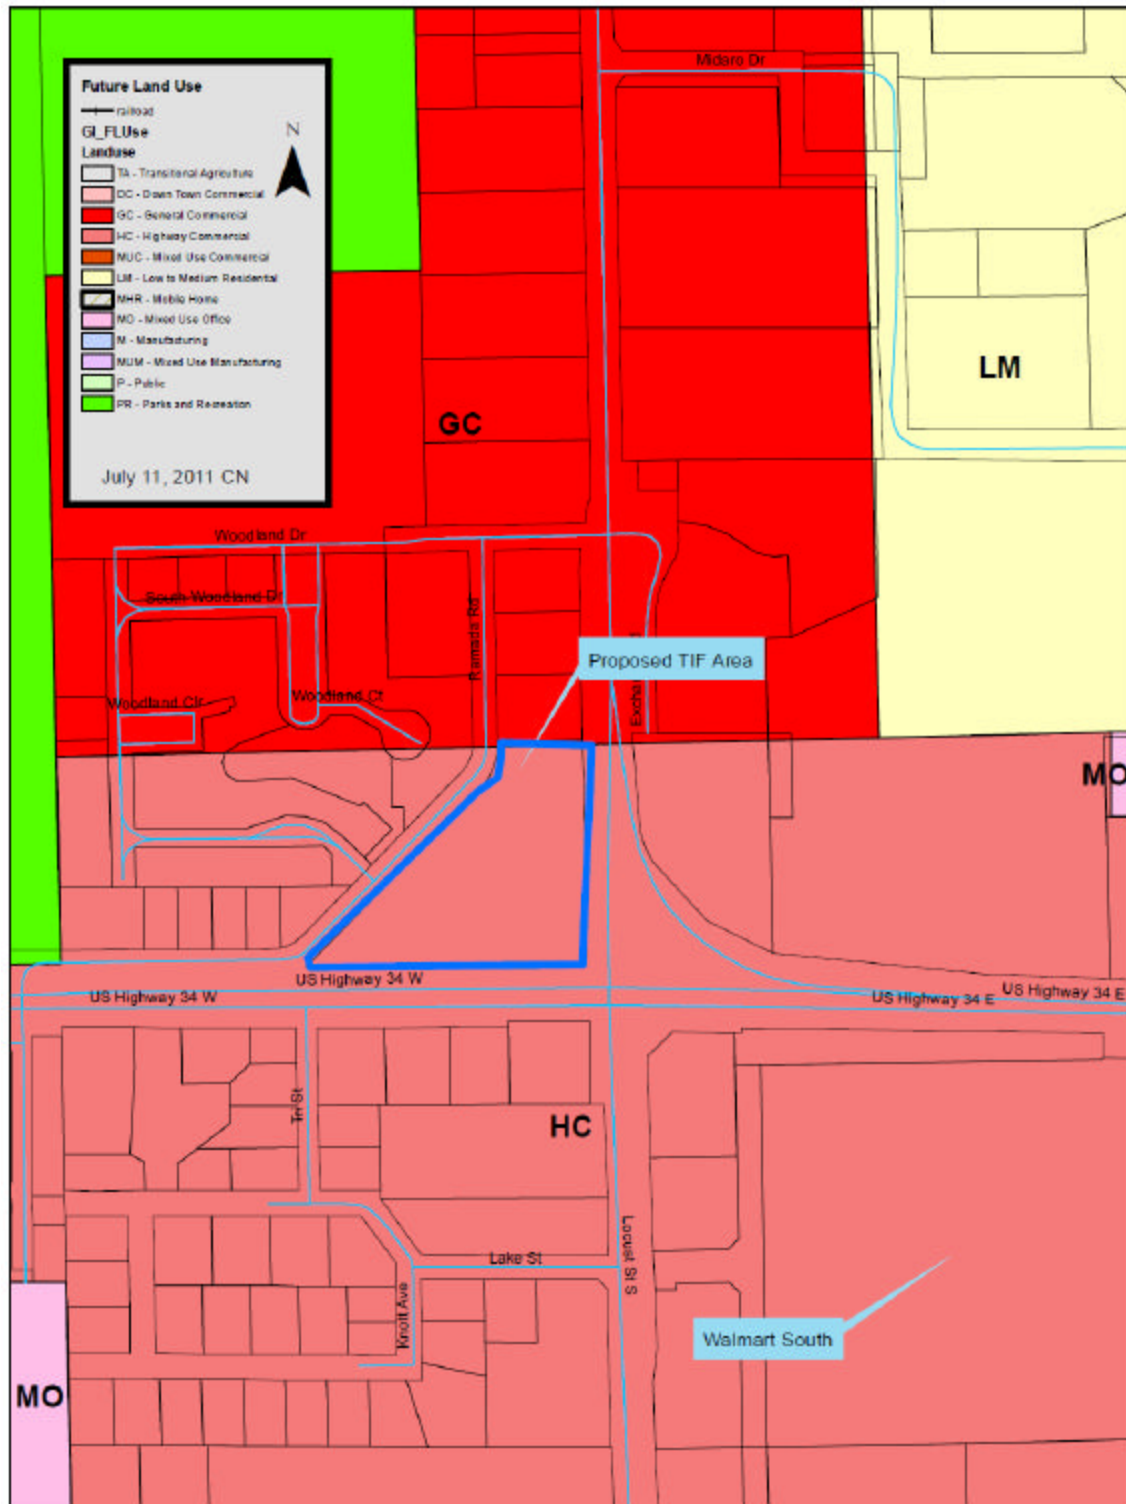 Future Land Use
railroad
GI_FLUse
N
Landuse
TA - Transitional Agriculture
DC - Down Town Commercial
GC - General Commercial
HC - Highway Commercial
MUC - Mixed Use Commercial
LM - Low to Medium Residential
MHR - Mobile Home
MO - Mixed Use Office
M - Manufacturing
MUM - Mixed Use Manufacturing
P - Public
PR - Parks and Recreation
July 11, 2011 CN
Midaro Dr
LM
GC
Woodland Dr
South Woodland Dr
Ramada Rd
Proposed TIF Area
Woodland Cir
Woodland Ct
MO
US Highway 34 W
US Highway 34 W
US Highway 34 E
US Highway 34 E
Tri St
HC
Lake St
Locust St S
Knott Ave
Walmart South
MO